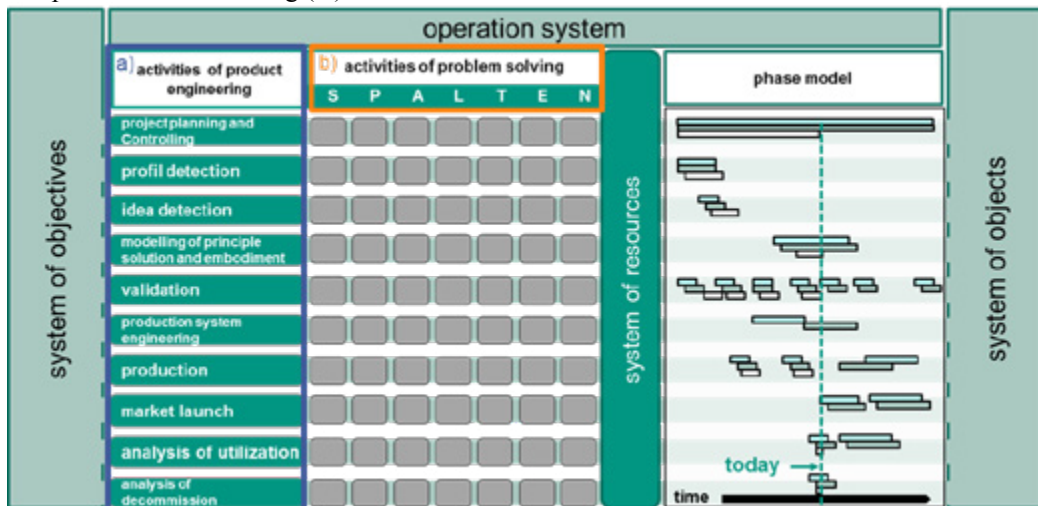 operation system
system of objectives
a) activities of product
engineering
b) activities of problem solving
S P A L T E N
project planning and
Controlling
profil detection
idea detection
modelling of principle
solution and embodiment
validation
production system
engineering
production
market launch
analysis of utilization
analysis of
decommission
system of resources
phase model
today
time
system of objects